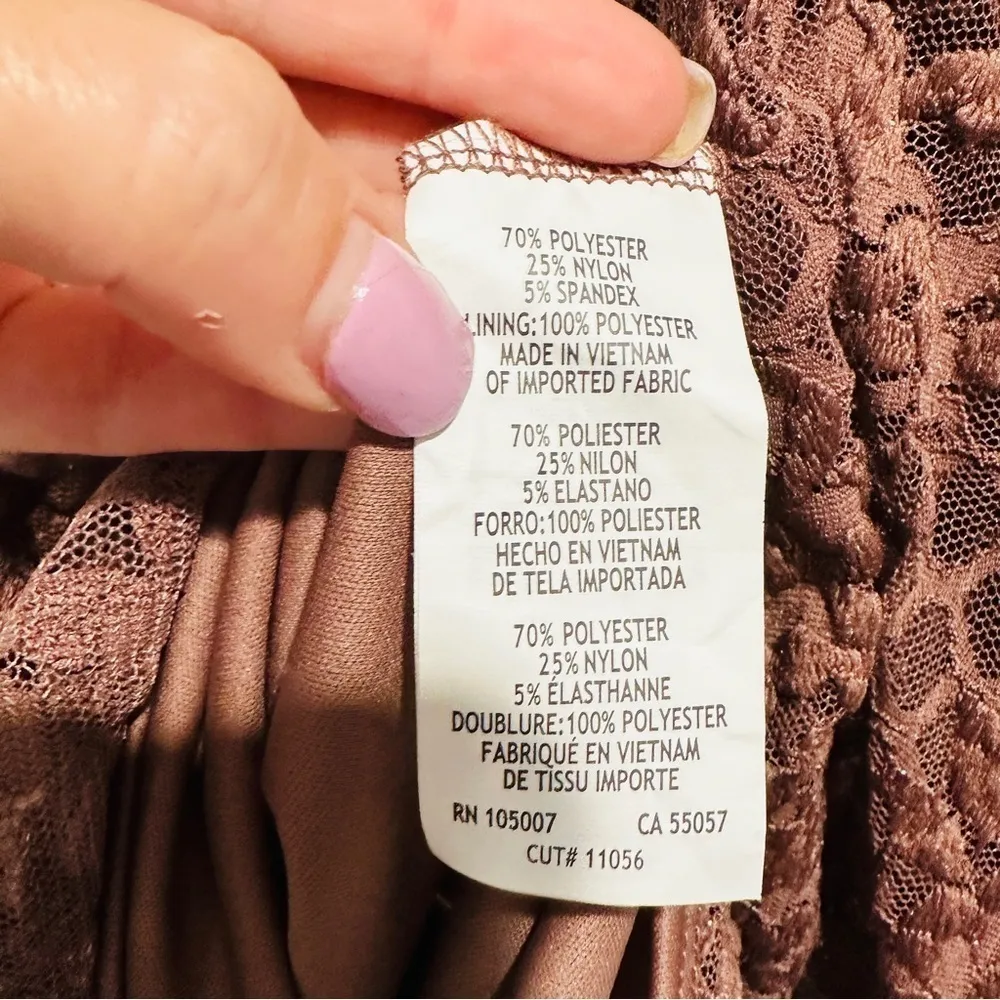 70% POLYESTER
25% NYLON
5% SPANDEX
LINING:100% POLYESTER
MADE IN VIETNAM
OF IMPORTED FABRIC
70% POLIESTER
25% NILON
5% ELASTANO
FORRO:100% POLIESTER
HECHO EN VIETNAM
DE TELA IMPORTADA
70% POLYESTER
25% NYLON
5% ÉLASTHANNE
DOUBLURE:100% POLYESTER
FABRIQUÉ EN VIETNAM
DE TISSU IMPORTE
RN 105007 CA 55057
CUT# 11056